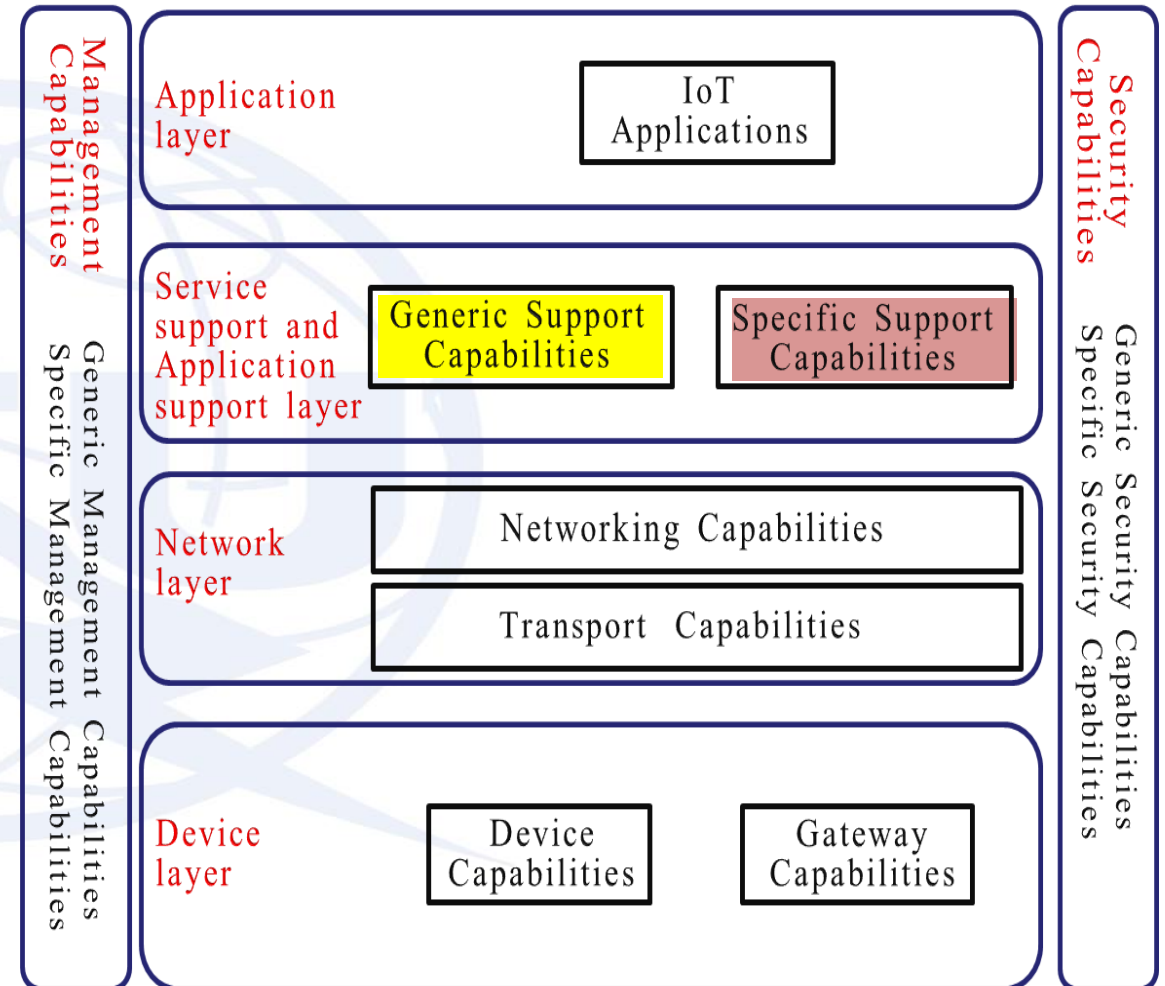 Management
Capabilities
Generic Management Capabilities
Specific Management Capabilities
Application
layer
IoT
Applications
Service
support and
Application
support layer
Generic Support
Capabilities
Specific Support
Capabilities
Network
layer
Networking Capabilities
Transport Capabilities
Device
layer
Device
Capabilities
Gateway
Capabilities
Security
Capabilities
Generic Security Capabilities
Specific Security Capabilities